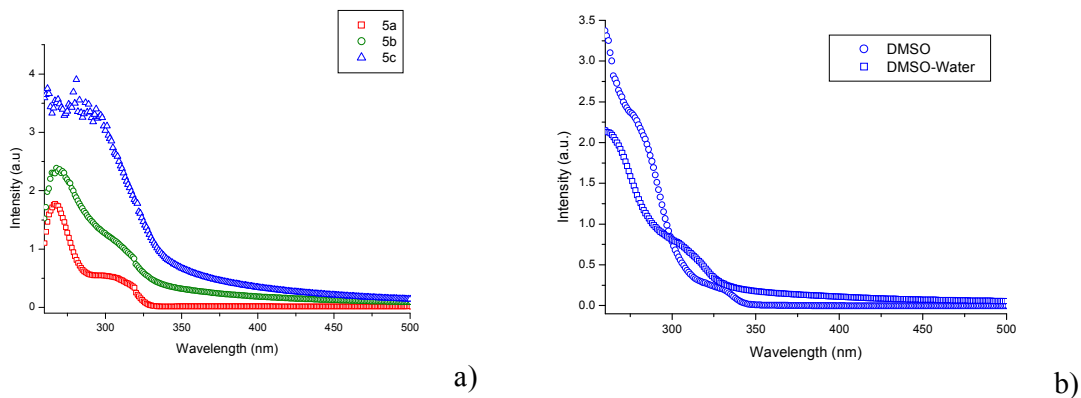 5a
5b
5c
4
3
2
1
0
Intensity (a.u)
300
350
400
450
500
Wavelength (nm)
a)
DMSO
DMSO-Water
3.5
3.0
2.5
2.0
1.5
1.0
0.5
0.0
Intensity (a.u.)
300
350
400
450
500
Wavelength (nm)
b)